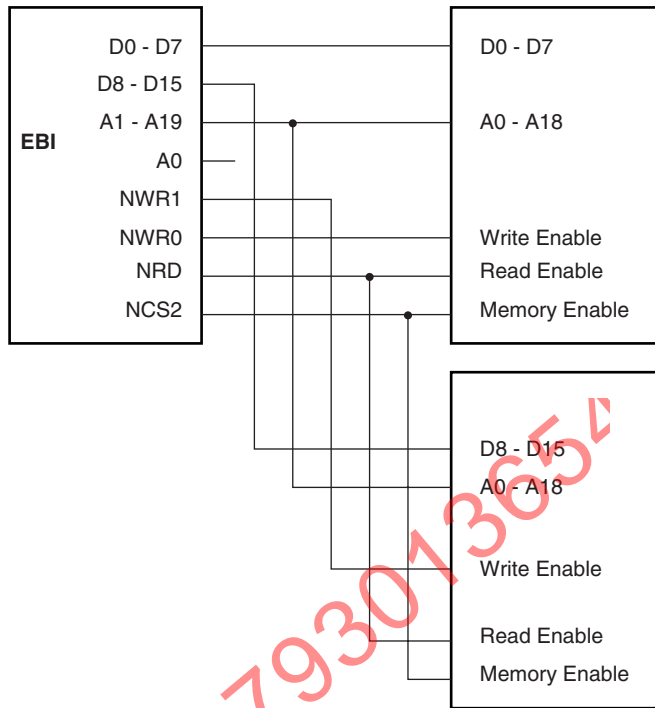 D0 - D7
D8 - D15
A1 - A19
EBI
A0
NWR1
NWR0
NRD
NCS2
D0 - D7
A0 - A18
Write Enable
Read Enable
Memory Enable
D8 - D15
A0 - A18
Write Enable
Read Enable
Memory Enable
793013654